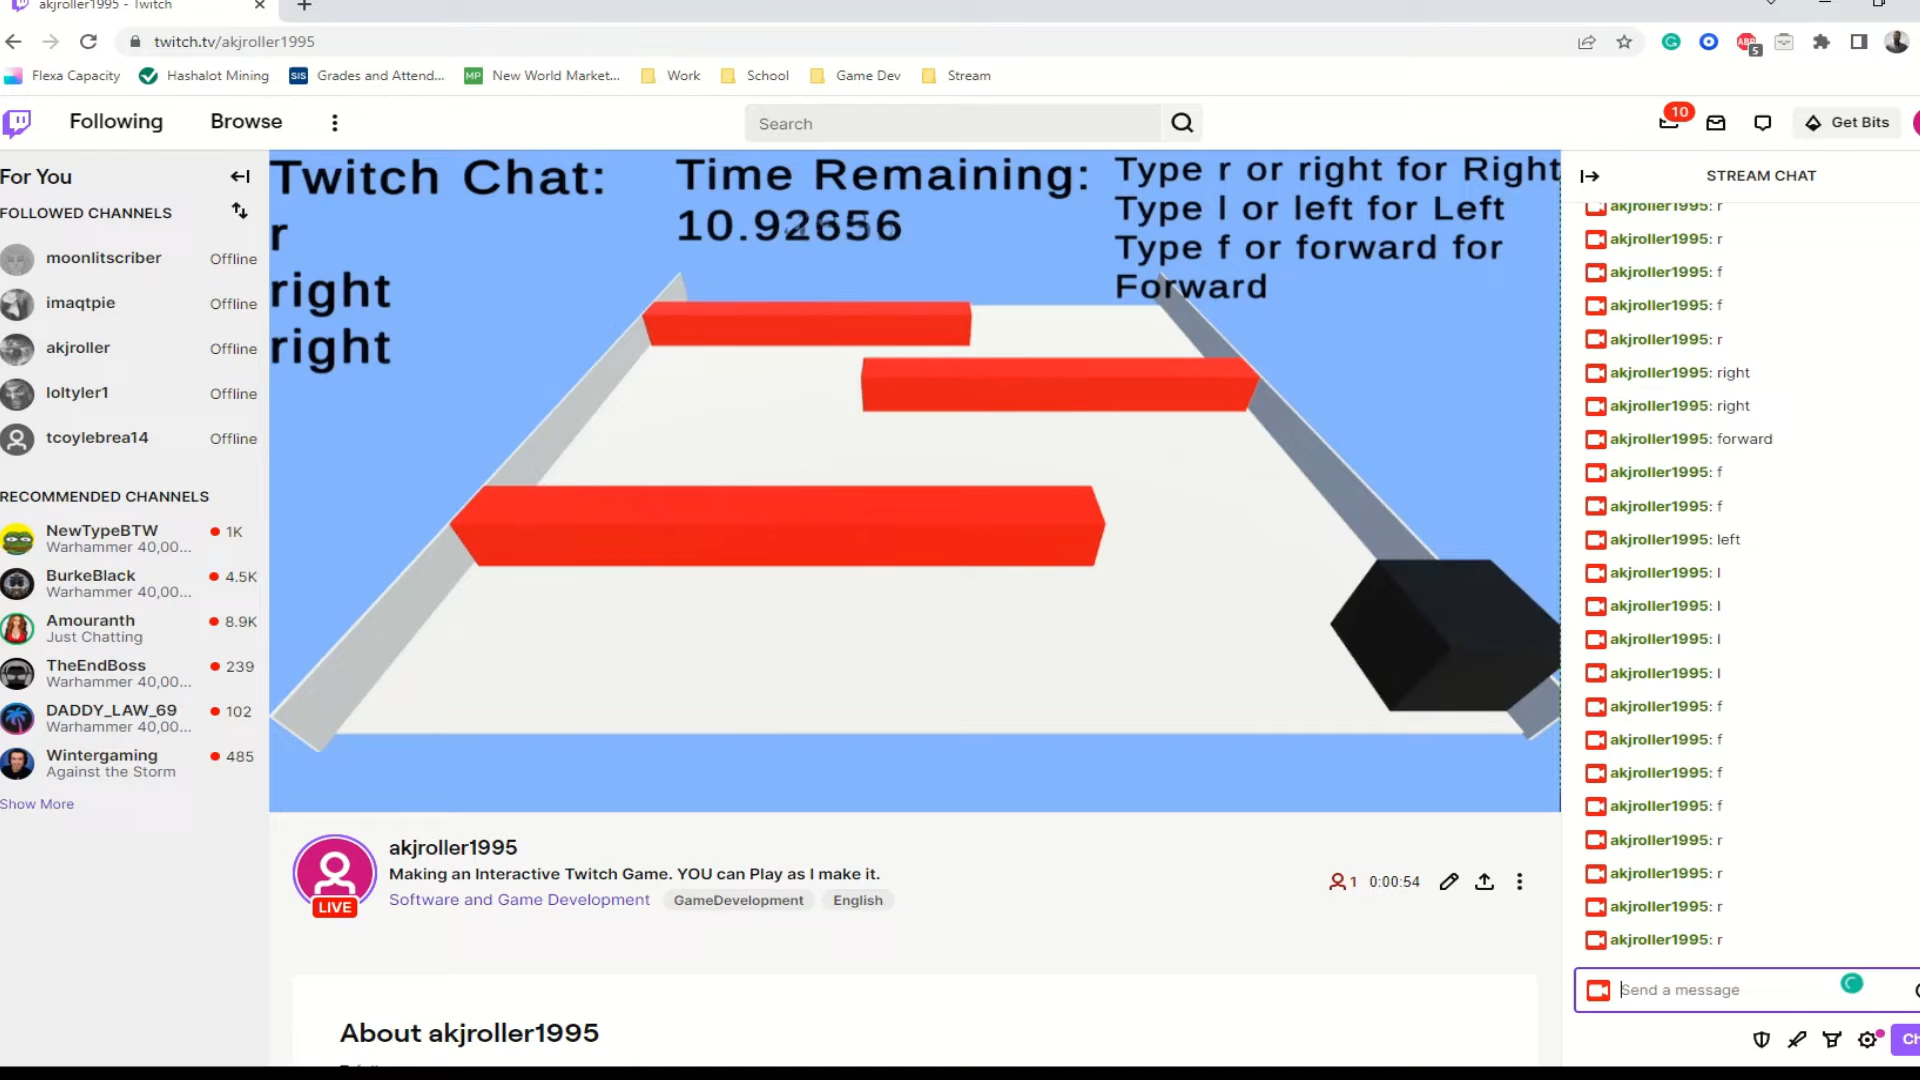 akjroller1995 - Twitch
twitch.tv/akjroller1995
ABP
5
Flexa Capacity
Hashalot Mining
SIS
Grades and Attend...
MP
New World Market...
Work
School
Game Dev
Stream
Following
Browse
Search
10
Get Bits
For You
FOLLOWED CHANNELS
moonlitscriber Offline
imaqtpie Offline
akjroller Offline
loltyler1 Offline
tcoylebrea14 Offline
RECOMMENDED CHANNELS
NewTypeBTW 1K
Warhammer 40,00...
BurkeBlack 4.5K
Warhammer 40,00...
Amouranth 8.9K
Just Chatting
TheEndBoss 239
Warhammer 40,00...
DADDY_LAW_69 102
Warhammer 40,00...
Wintergaming 485
Against the Storm
Show More
Twitch Chat:
r
right
right
Time Remaining:
10.92656
Type r or right for Right
Type l or left for Left
Type f or forward for
Forward
akjroller1995
Making an Interactive Twitch Game. YOU can Play as I make it.
Software and Game Development
GameDevelopment
English
LIVE
1 0:00:54
About akjroller1995
STREAM CHAT
akjroller1995: r
akjroller1995: r
akjroller1995: f
akjroller1995: f
akjroller1995: r
akjroller1995: right
akjroller1995: right
akjroller1995: forward
akjroller1995: f
akjroller1995: f
akjroller1995: left
akjroller1995: l
akjroller1995: l
akjroller1995: l
akjroller1995: l
akjroller1995: f
akjroller1995: f
akjroller1995: f
akjroller1995: f
akjroller1995: r
akjroller1995: r
akjroller1995: r
akjroller1995: r
Send a message
Ch